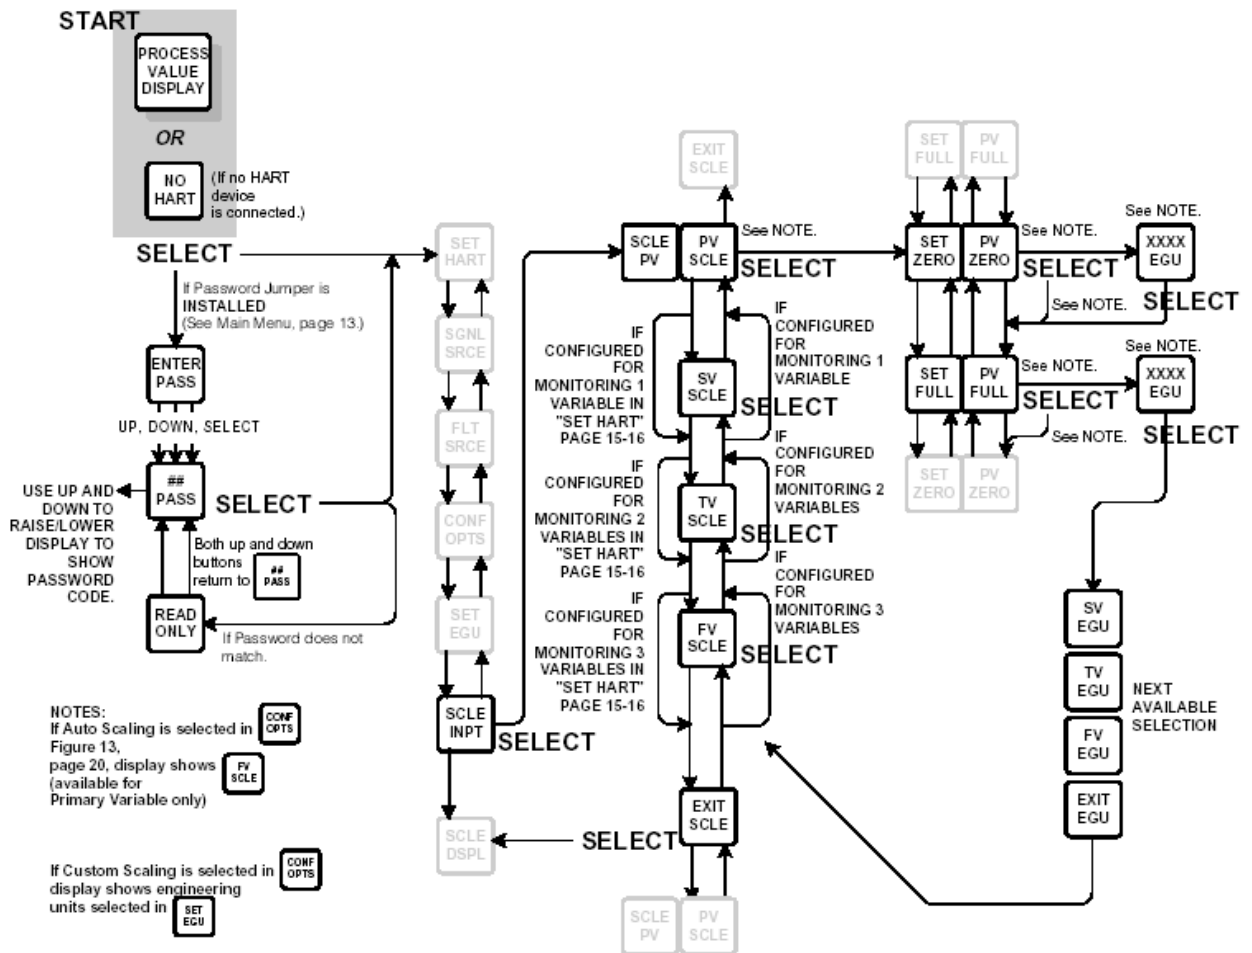 START
PROCESS
VALUE
DISPLAY
OR
NO
HART
(If no HART
device
is connected.)
SELECT
If Password Jumper is
INSTALLED
(See Main Menu, page 13.)
ENTER
PASS
UP, DOWN, SELECT
##
PASS
SELECT
USE UP AND
DOWN TO
RAISE/LOWER
DISPLAY TO
SHOW
PASSWORD
CODE.
Both up and down
buttons
return to
##
PASS
READ
ONLY
If Password does not
match.
NOTES:
If Auto Scaling is selected in
CONF
OPTS
Figure 13,
page 20, display shows
FV
SCLE
(available for
Primary Variable only)
If Custom Scaling is selected in
CONF
OPTS
display shows engineering
units selected in
SET
EGU
SET
HART
SGNL
SRCE
FLT
SRCE
CONF
OPTS
SET
EGU
SCLE
INPT
SELECT
SCLE
DSPL
EXIT
SCLE
SCLE
PV
PV
SCLE
See NOTE.
SELECT
IF
CONFIGURED
FOR
MONITORING 1
VARIABLE IN
"SET HART"
PAGE 15-16
IF
CONFIGURED
FOR
MONITORING 1
VARIABLE
SV
SCLE
SELECT
IF
CONFIGURED
FOR
MONITORING 2
VARIABLES IN
"SET HART"
PAGE 15-16
IF
CONFIGURED
FOR
MONITORING 2
VARIABLES
TV
SCLE
SELECT
IF
CONFIGURED
FOR
MONITORING 3
VARIABLES IN
"SET HART"
PAGE 15-16
IF
CONFIGURED
FOR
MONITORING 3
VARIABLES
FV
SCLE
SELECT
EXIT
SCLE
SELECT
SCLE
PV
PV
SCLE
SET
FULL
PV
FULL
SET
ZERO
PV
ZERO
See NOTE.
SELECT
XXXX
EGU
SELECT
See NOTE.
See NOTE.
SET
FULL
PV
FULL
SELECT
See NOTE.
XXXX
EGU
SELECT
See NOTE.
SET
ZERO
PV
ZERO
SV
EGU
TV
EGU
FV
EGU
EXIT
EGU
NEXT
AVAILABLE
SELECTION